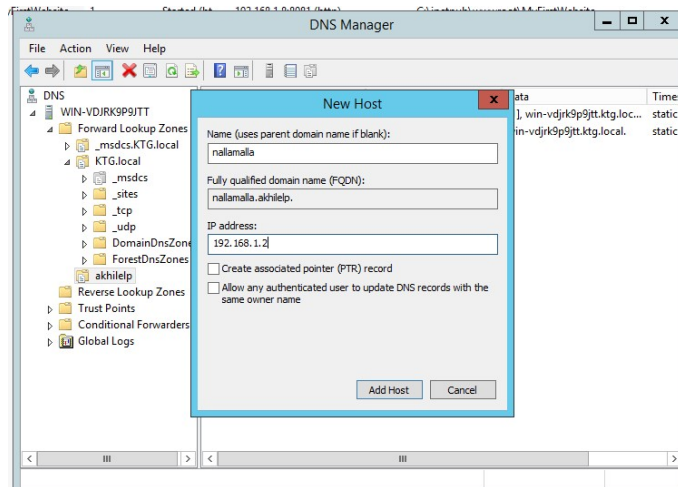 DNS Manager
File Action View Help
DNS
WIN-VDJRK9P9JTT
Forward Lookup Zones
_msdcs.KTG.local
KTG.local
_msdcs
_sites
_tcp
_udp
DomainDnsZone
ForestDnsZones
akhilelp
Reverse Lookup Zones
Trust Points
Conditional Forwarders
Global Logs
New Host
Name (uses parent domain name if blank):
nallamalla
Fully qualified domain name (FQDN):
nallamalla.akhilelp.
IP address:
192.168.1.2
Create associated pointer (PTR) record
Allow any authenticated user to update DNS records with the
same owner name
Add Host Cancel
ata Time
], win-vdjrk9p9jtt.ktg.loc... static
in-vdjrk9p9jtt.ktg.local. static